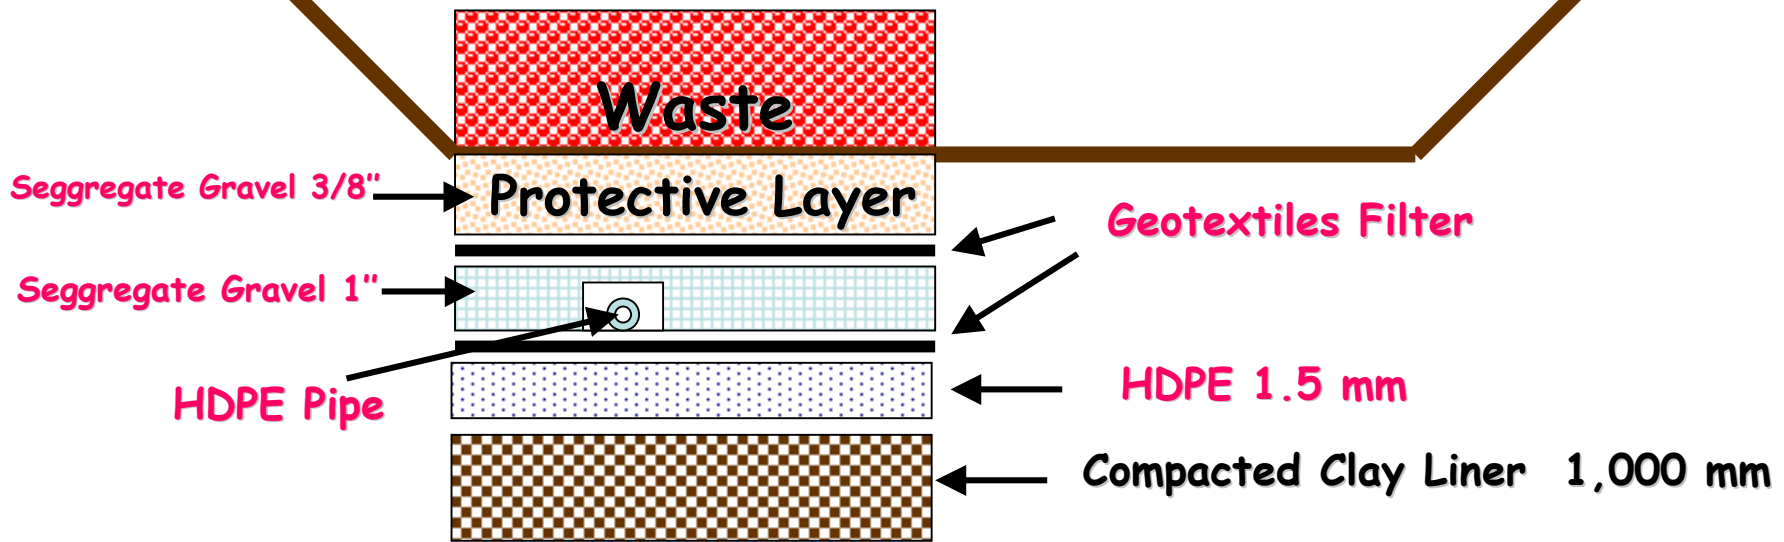 Waste
Seggregate Gravel 3/8"
Protective Layer
Geotextiles Filter
Seggregate Gravel 1"
HDPE Pipe
HDPE 1.5 mm
Compacted Clay Liner 1,000 mm